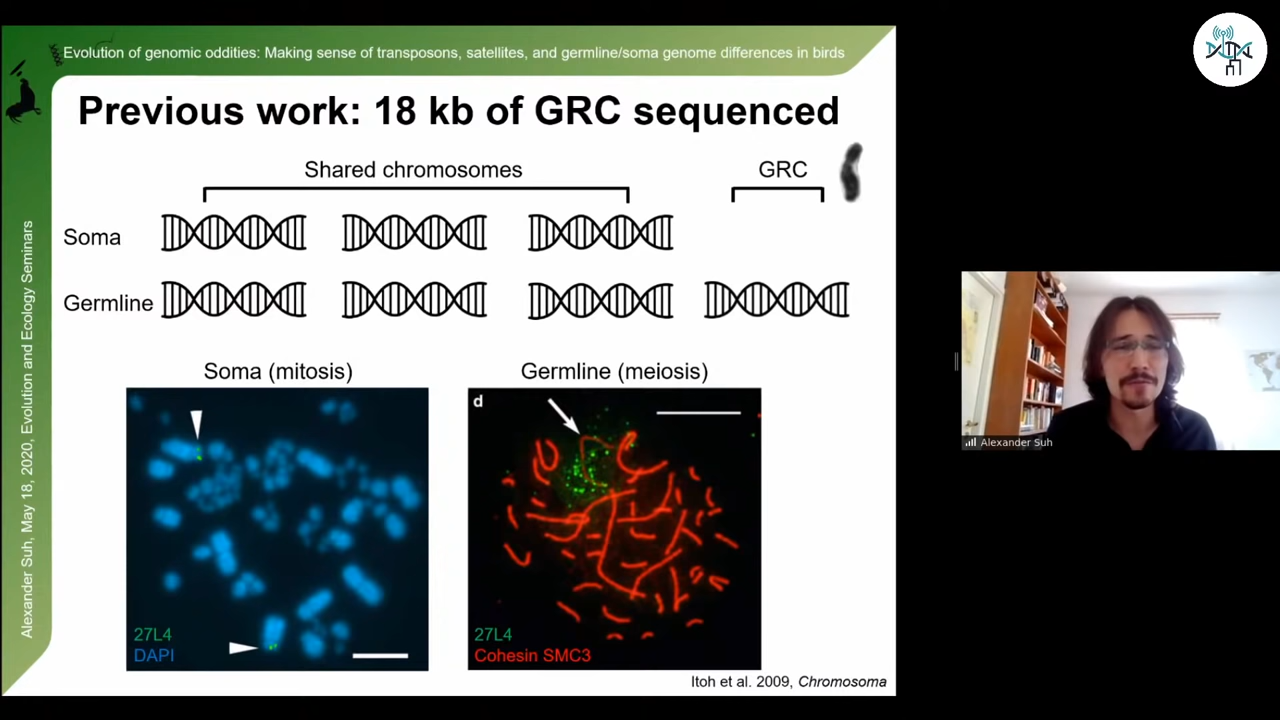 Evolution of genomic oddities: Making sense of transposons, satellites, and germline/soma genome differences in birds
Alexander Suh, May 18, 2020, Evolution and Ecology Seminars
Previous work: 18 kb of GRC sequenced
Shared chromosomes
GRC
Soma
Germline
Soma (mitosis)
Germline (meiosis)
d
27L4
DAPI
27L4
Cohesin SMC3
Itoh et al. 2009, Chromosoma
Alexander Suh